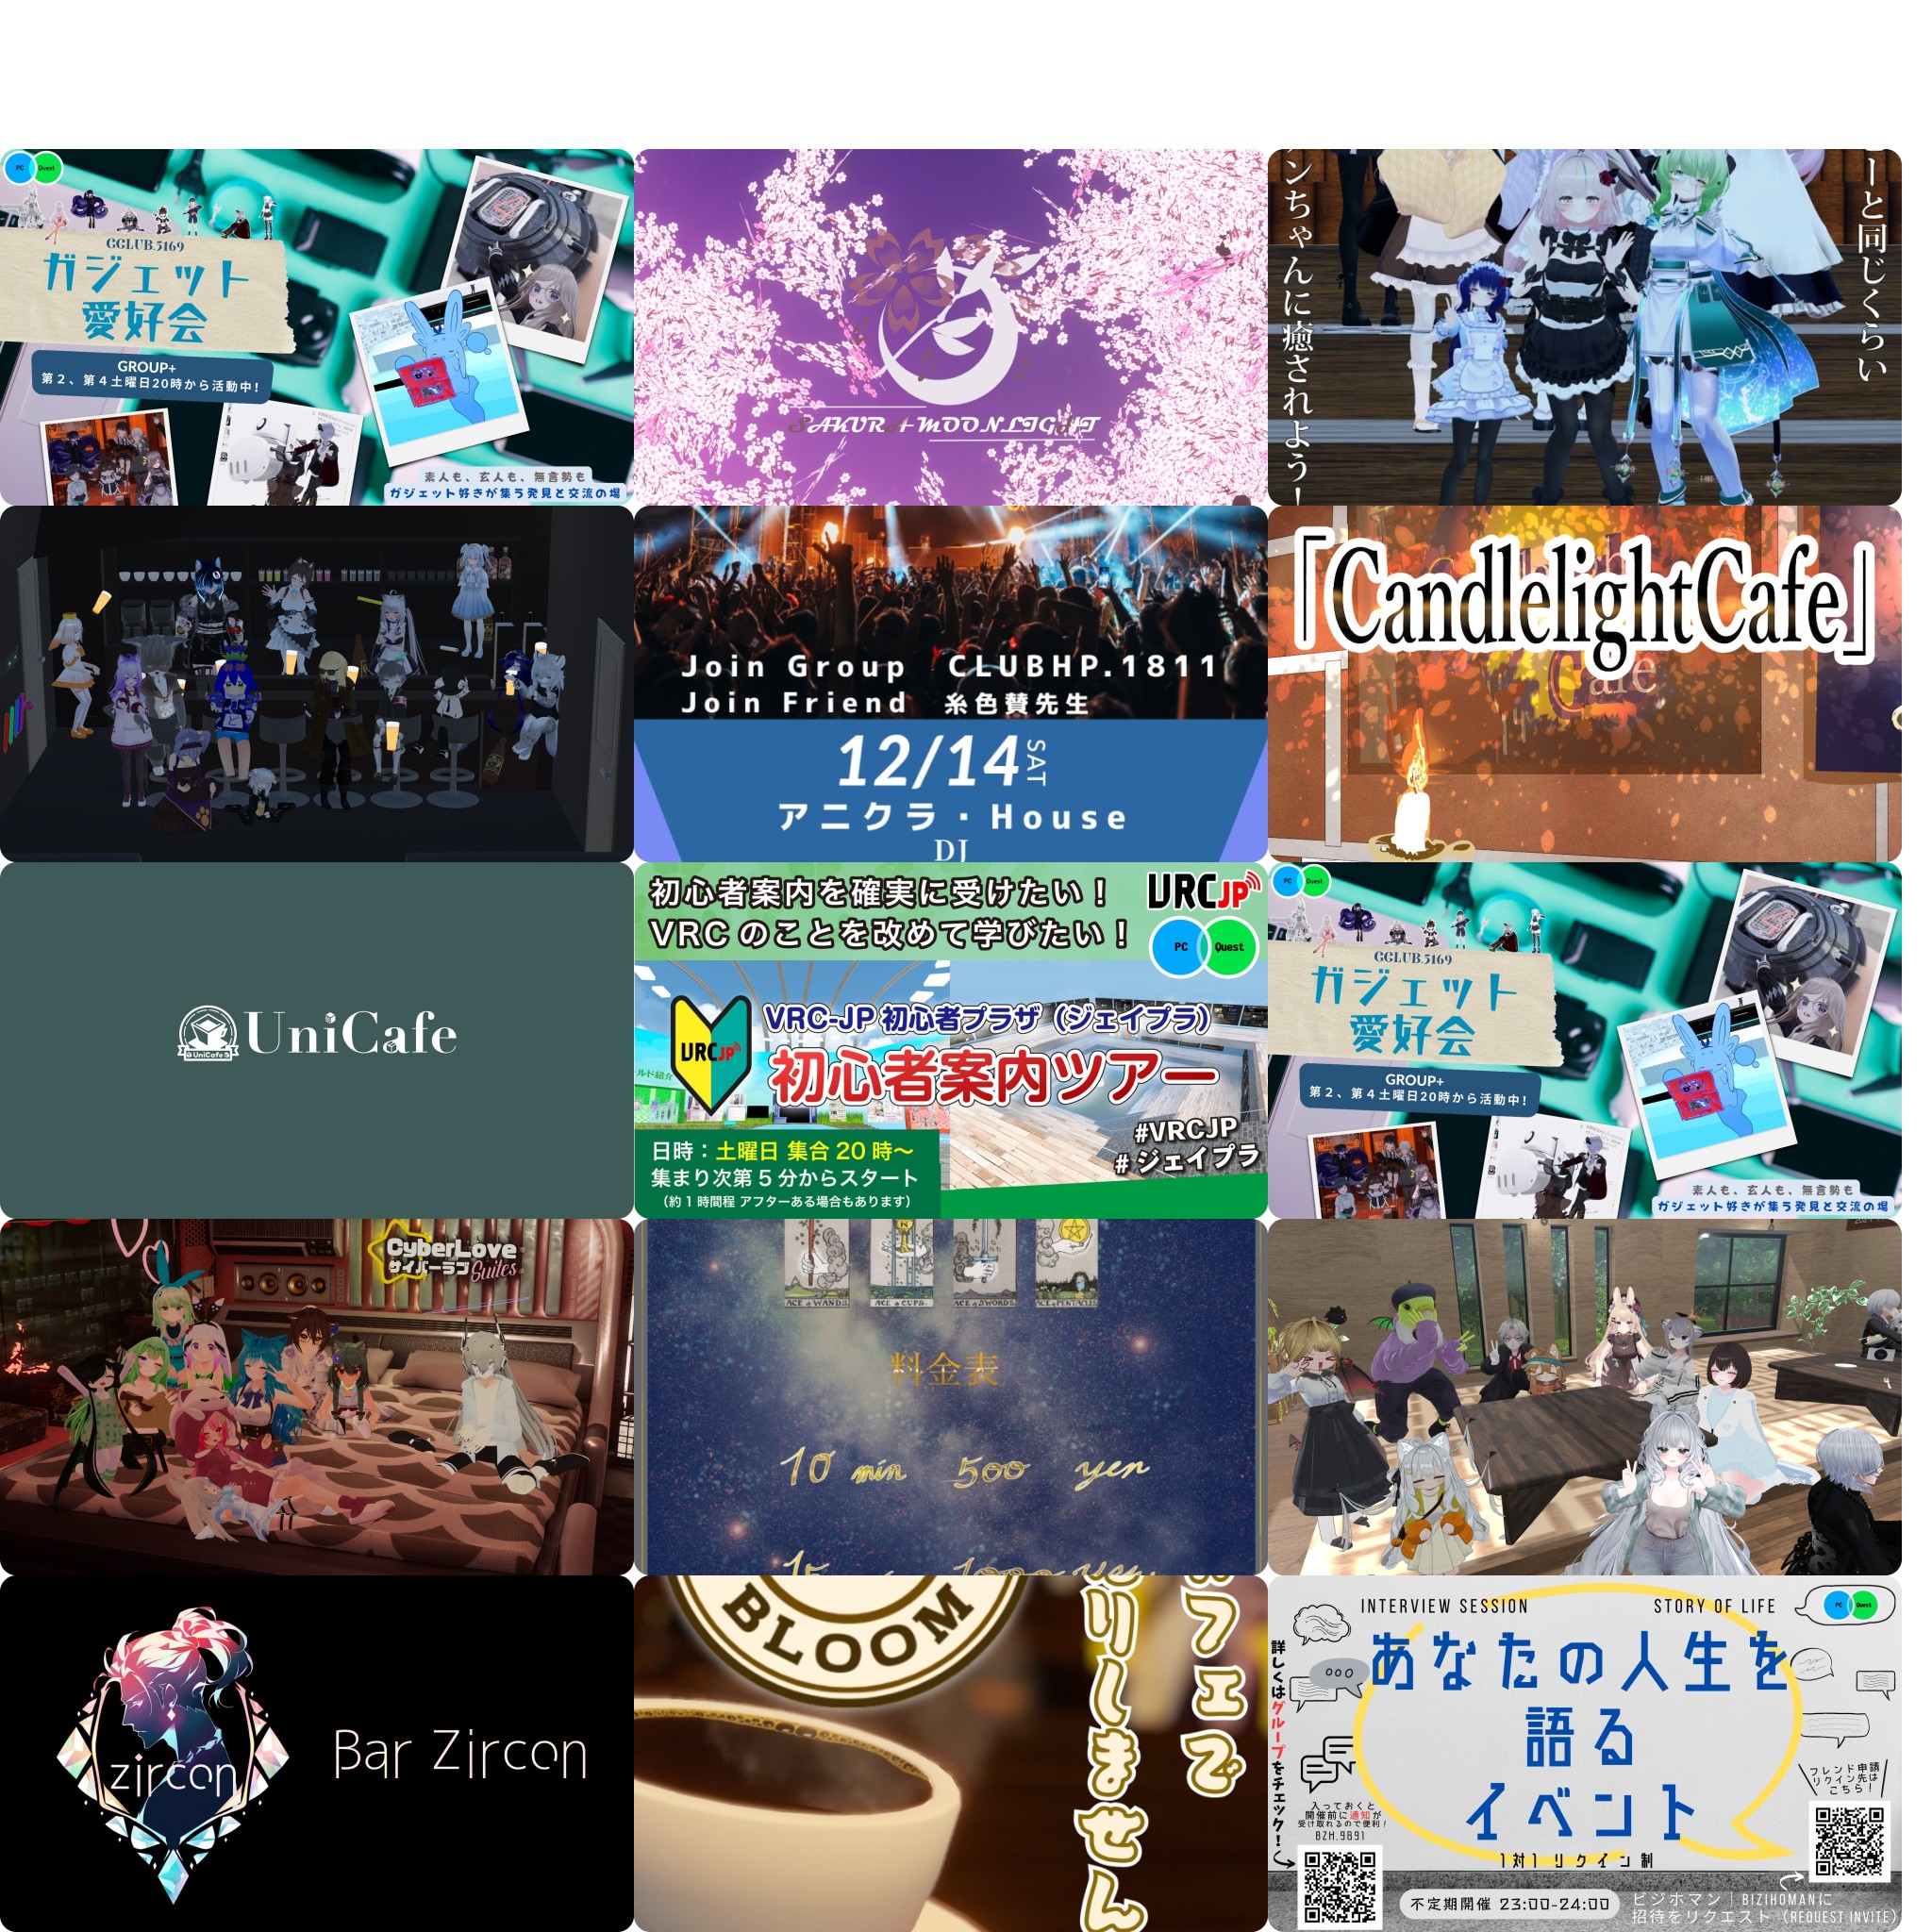 PC Quest
GCLUB.5169
ガジェット
愛好会
GROUP+
第２、第４土曜日20時から活動中!
素人も、玄人も、無言勢も
ガジェット好きが集う発見と交流の場
SAKURA MOONLIGHT
ーと同じくらい
ンちゃんに癒されよう！
Join Group CLUBHP.1811
Join Friend 糸色賛先生
12/14 SAT
アニクラ・House
DJ
「CandlelightCafe」
Cafe
UniCafe
UniCafe
初心者案内を確実に受けたい！
VRC のことを改めて学びたい！
VRCJP
PC Quest
VRC-JP 初心者プラザ（ジェイプラ）
VRCJP
初心者案内ツアー
#VRCJP
#ジェイプラ
日時：土曜日 集合 20 時～
集まり次第 5 分からスタート
（約 1 時間程 アフターある場合もあります）
PC Quest
GCLUB.5169
ガジェット
愛好会
GROUP+
第２、第４土曜日20時から活動中!
素人も、玄人も、無言勢も
ガジェット好きが集う発見と交流の場
CyberLove
サイバーラブ Suites
ACE of WANDS. ACE of CUPS. ACE of SWORDS. ACE of PENTACLES.
料金表
10 min 500 yen
zircon
Bar Zircon
BLOOM
フェで
りしません
INTERVIEW SESSION STORY OF LIFE
PC Quest
あなたの人生を
語る
イベント
1対1 リクイン制
詳しくはグループをチェック！
入っておくと
開催前に通知が
受け取れるので便利！
BZH.9891
フレンド申請
リクイン先は
こちら！
不定期開催 23:00-24:00
ビジホマン｜BIZIHOMANに
招待をリクエスト（REQUEST INVITE）